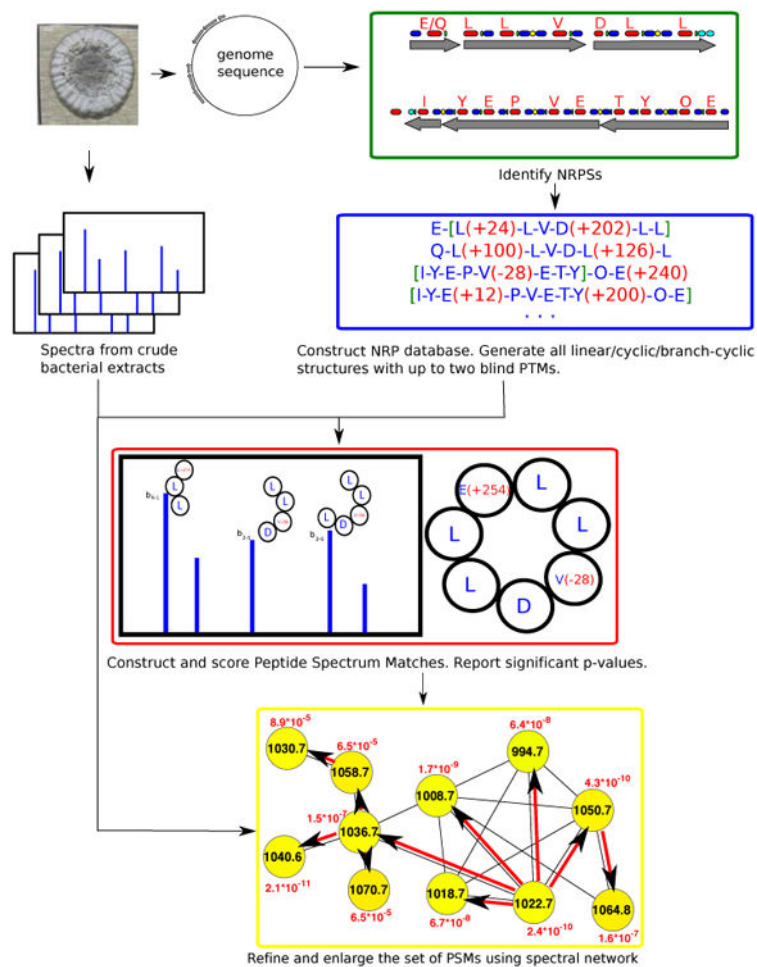 genome
sequence
E/Q L L V D L L
I Y E P V E T Y O E
Identify NRPSs
E-[L(+24)-L-V-D(+202)-L-L]
Q-L(+100)-L-V-D-L(+126)-L
[I-Y-E-P-V(-28)-E-T-Y]-O-E(+240)
[I-Y-E(+12)-P-V-E-T-Y(+200)-O-E]
. . .
Spectra from crude
bacterial extracts
Construct NRP database. Generate all linear/cyclic/branch-cyclic
structures with up to two blind PTMs.
L
L
L
L
D
L
L
L
D
E(+254)
L
L
V(-28)
D
L
L
Construct and score Peptide Spectrum Matches. Report significant p-values.
8.9*10⁻⁵
1030.7
6.5*10⁻⁵
1058.7
1.5*10⁻⁷
1036.7
1040.6
2.1*10⁻¹¹
1070.7
6.5*10⁻⁵
1.7*10⁻⁹
1008.7
6.4*10⁻⁸
994.7
4.3*10⁻¹⁰
1050.7
1018.7
6.7*10⁻⁸
1022.7
2.4*10⁻¹⁰
1064.8
1.6*10⁻⁷
Refine and enlarge the set of PSMs using spectral network